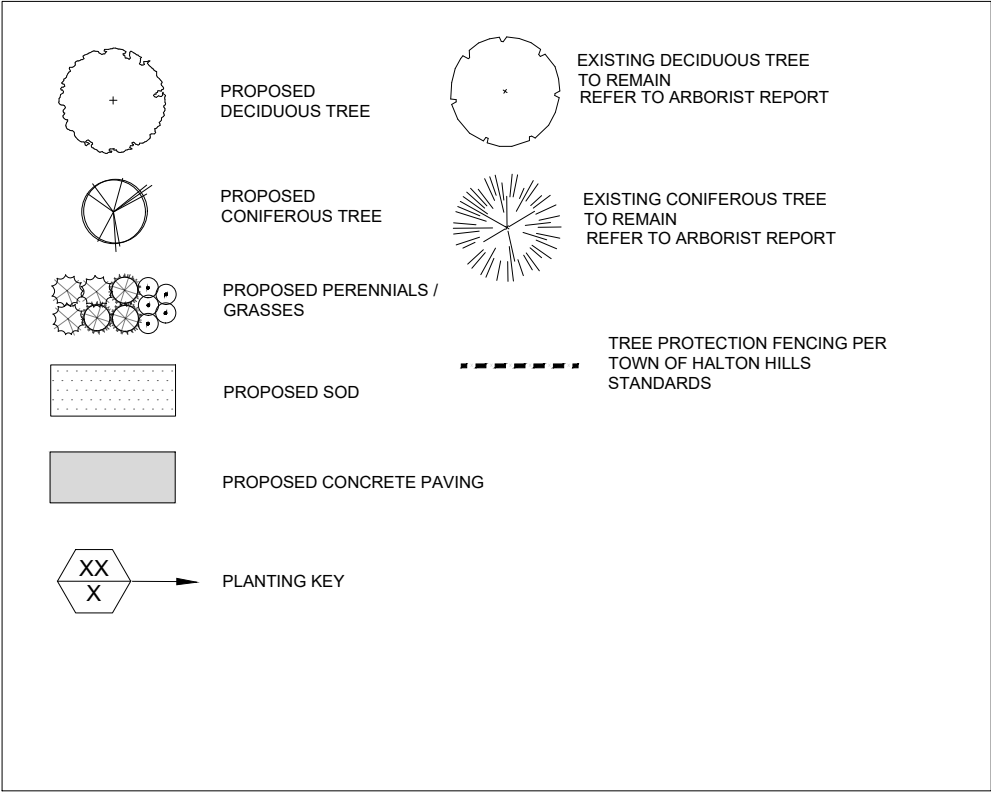 PROPOSED
DECIDUOUS TREE
PROPOSED
CONIFEROUS TREE
PROPOSED PERENNIALS /
GRASSES
PROPOSED SOD
PROPOSED CONCRETE PAVING
XX
X
PLANTING KEY
EXISTING DECIDUOUS TREE
TO REMAIN
REFER TO ARBORIST REPORT
EXISTING CONIFEROUS TREE
TO REMAIN
REFER TO ARBORIST REPORT
TREE PROTECTION FENCING PER
TOWN OF HALTON HILLS
STANDARDS